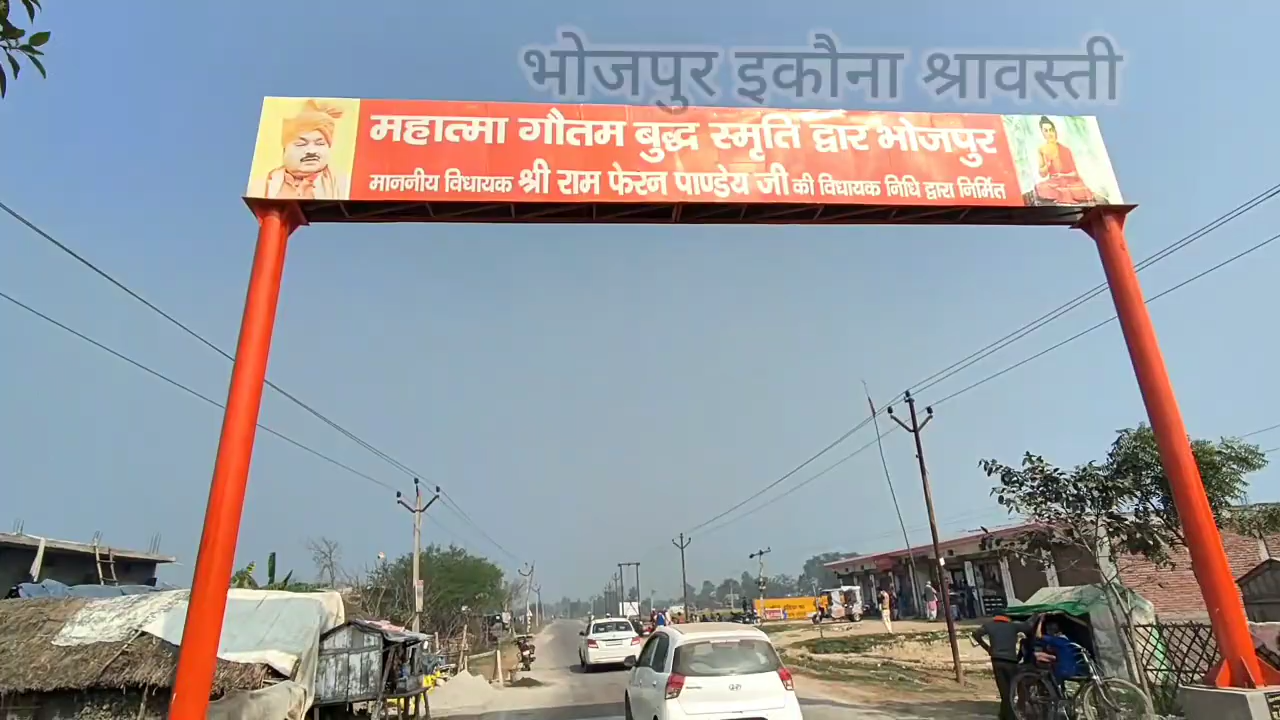 भोजपुर इकौना श्रावस्ती
महात्मा गौतम बुद्ध स्मृति द्वार भोजपुर
माननीय विधायक श्री राम फेरन पाण्डेय जी की विधायक निधि द्वारा निर्मित